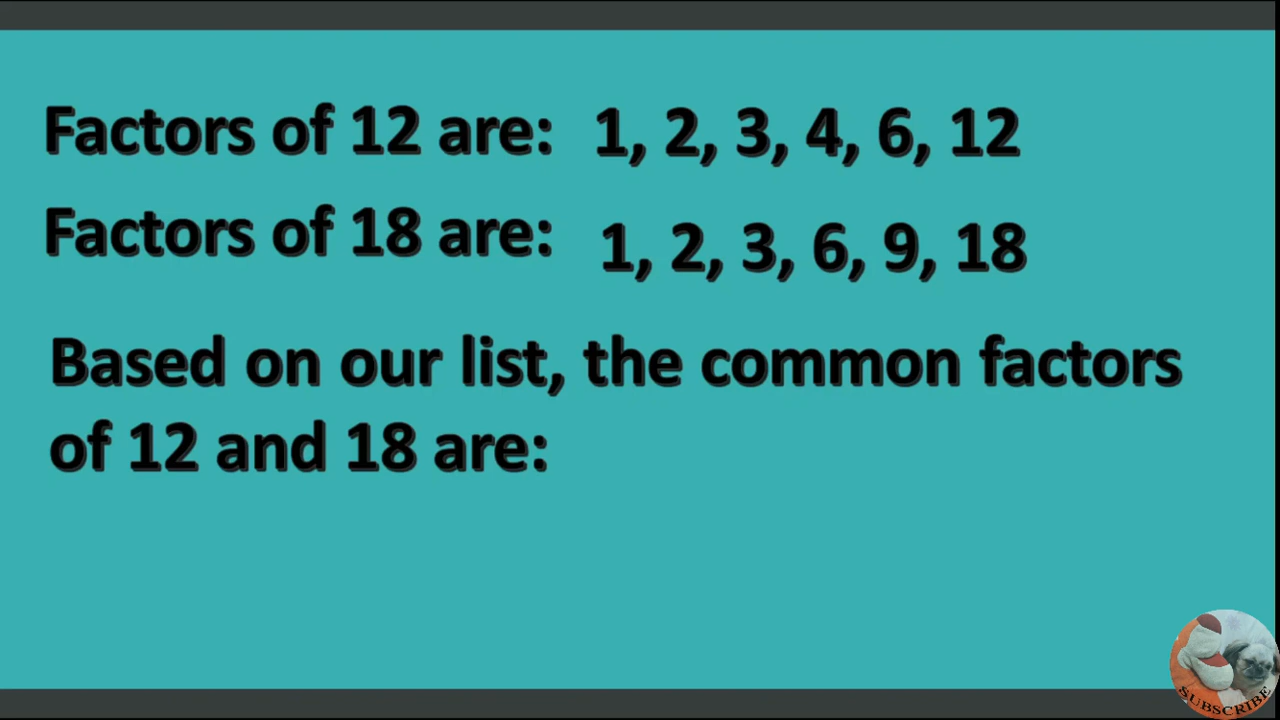 Factors of 12 are: 1, 2, 3, 4, 6, 12
Factors of 18 are: 1, 2, 3, 6, 9, 18
Based on our list, the common factors
of 12 and 18 are:
SUBSCRIBE